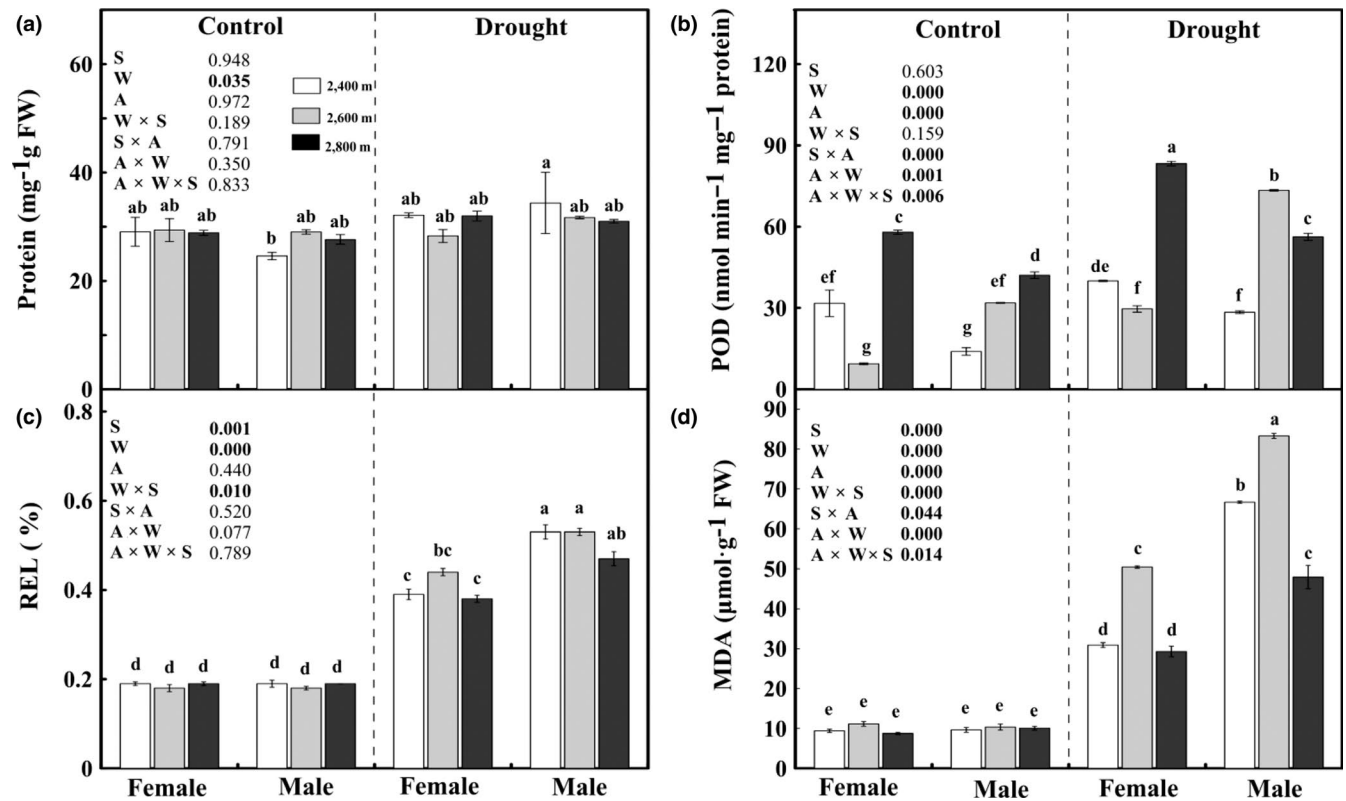 (a)
Control
Drought
S 0.948
W 0.035
A 0.972
W × S 0.189
S × A 0.791
A × W 0.350
A × W × S 0.833
2,400 m
2,600 m
2,800 m
Protein (mg⁻¹g FW)
60
40
20
0
ab ab ab b ab ab ab ab ab a ab ab
(b)
Control
Drought
S 0.603
W 0.000
A 0.000
W × S 0.159
S × A 0.000
A × W 0.001
A × W × S 0.006
POD (nmol min⁻¹ mg⁻¹ protein)
120
90
60
30
0
ef g c g ef d de f a f b c
(c)
S 0.001
W 0.000
A 0.440
W × S 0.010
S × A 0.520
A × W 0.077
A × W × S 0.789
REL ( %)
0.8
0.6
0.4
0.2
0
d d d d d d c bc c a a ab
Female Male Female Male
(d)
S 0.000
W 0.000
A 0.000
W × S 0.000
S × A 0.044
A × W 0.000
A × W × S 0.014
MDA (μmol·g⁻¹ FW)
90
80
70
60
50
40
30
20
10
0
e e e e e e d c d b a c
Female Male Female Male